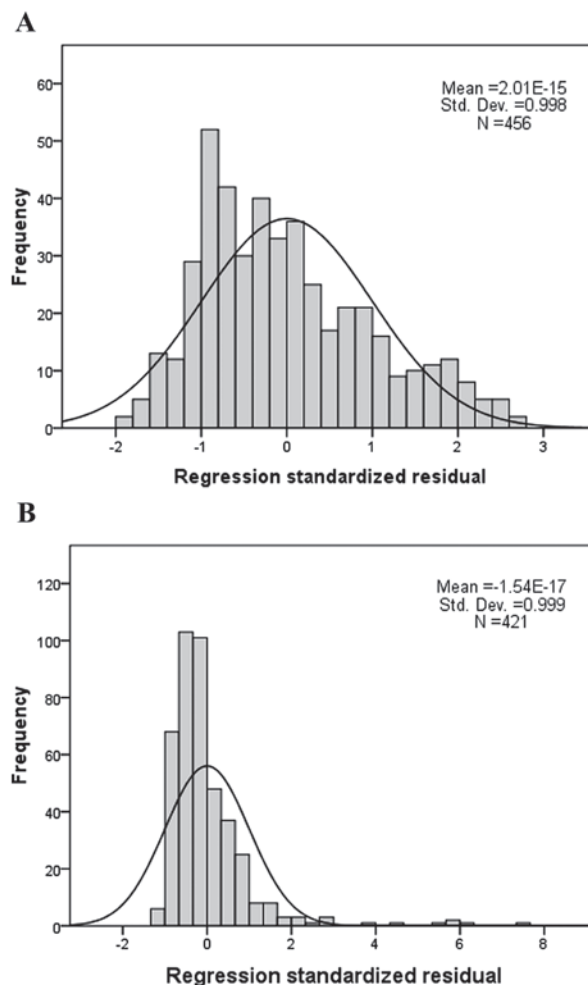 A
Mean =2.01E-15
Std. Dev. =0.998
N =456
Frequency
60
50
40
30
20
10
0
-2 -1 0 1 2 3
Regression standardized residual
B
Mean =-1.54E-17
Std. Dev. =0.999
N =421
Frequency
120
100
80
60
40
20
0
-2 0 2 4 6 8
Regression standardized residual